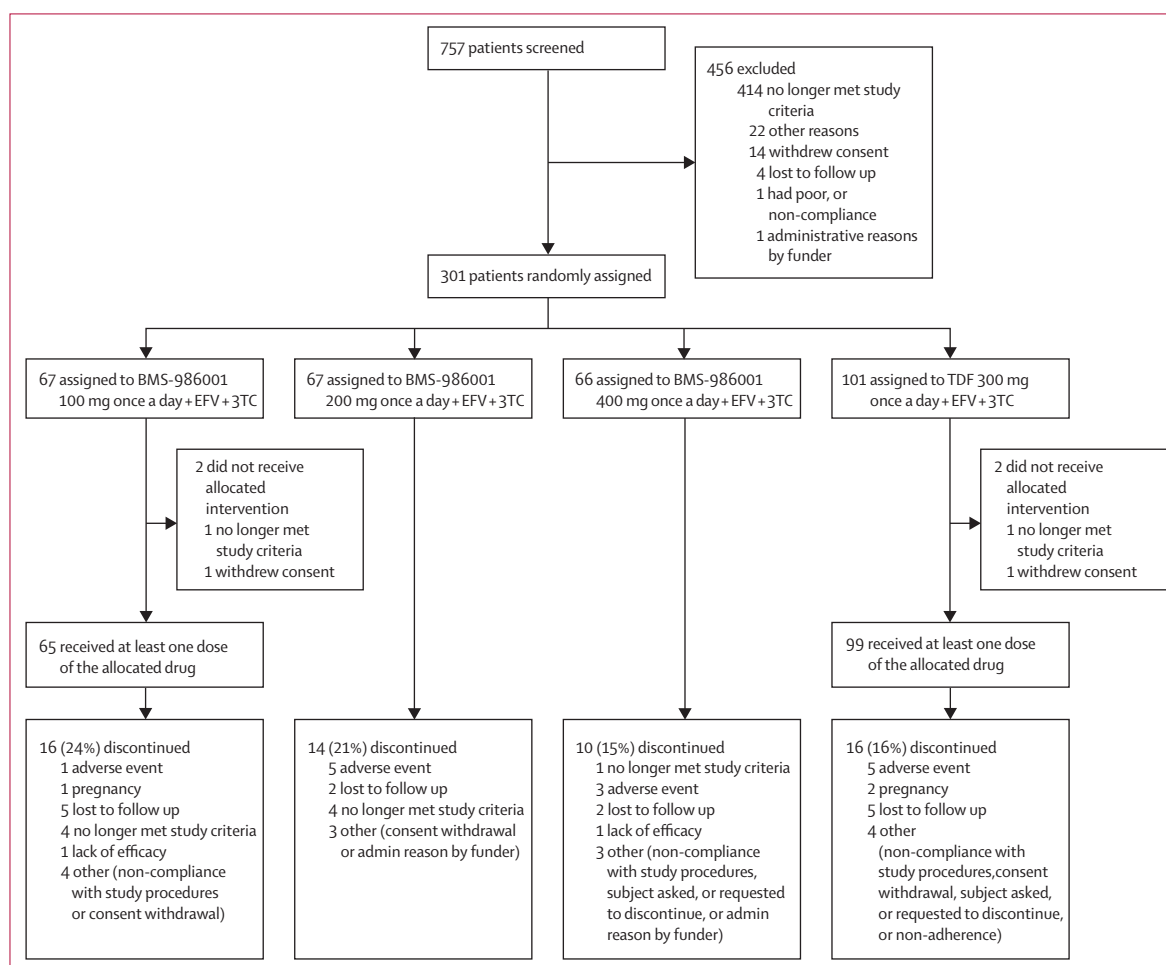 757 patients screened
456 excluded
414 no longer met study
criteria
22 other reasons
14 withdrew consent
4 lost to follow up
1 had poor, or
non-compliance
1 administrative reasons
by funder
301 patients randomly assigned
67 assigned to BMS-986001
100 mg once a day + EFV + 3TC
67 assigned to BMS-986001
200 mg once a day + EFV + 3TC
66 assigned to BMS-986001
400 mg once a day + EFV + 3TC
101 assigned to TDF 300 mg
once a day + EFV + 3TC
2 did not receive
allocated
intervention
1 no longer met
study criteria
1 withdrew consent
2 did not receive
allocated
intervention
1 no longer met
study criteria
1 withdrew consent
65 received at least one dose
of the allocated drug
99 received at least one dose
of the allocated drug
16 (24%) discontinued
1 adverse event
1 pregnancy
5 lost to follow up
4 no longer met study criteria
1 lack of efficacy
4 other (non-compliance
with study procedures
or consent withdrawal)
14 (21%) discontinued
5 adverse event
2 lost to follow up
4 no longer met study criteria
3 other (consent withdrawal
or admin reason by funder)
10 (15%) discontinued
1 no longer met study criteria
3 adverse event
2 lost to follow up
1 lack of efficacy
3 other (non-compliance
with study procedures,
subject asked, or requested
to discontinue, or admin
reason by funder)
16 (16%) discontinued
5 adverse event
2 pregnancy
5 lost to follow up
4 other
(non-compliance with
study procedures,consent
withdrawal, subject asked,
or requested to discontinue,
or non-adherence)